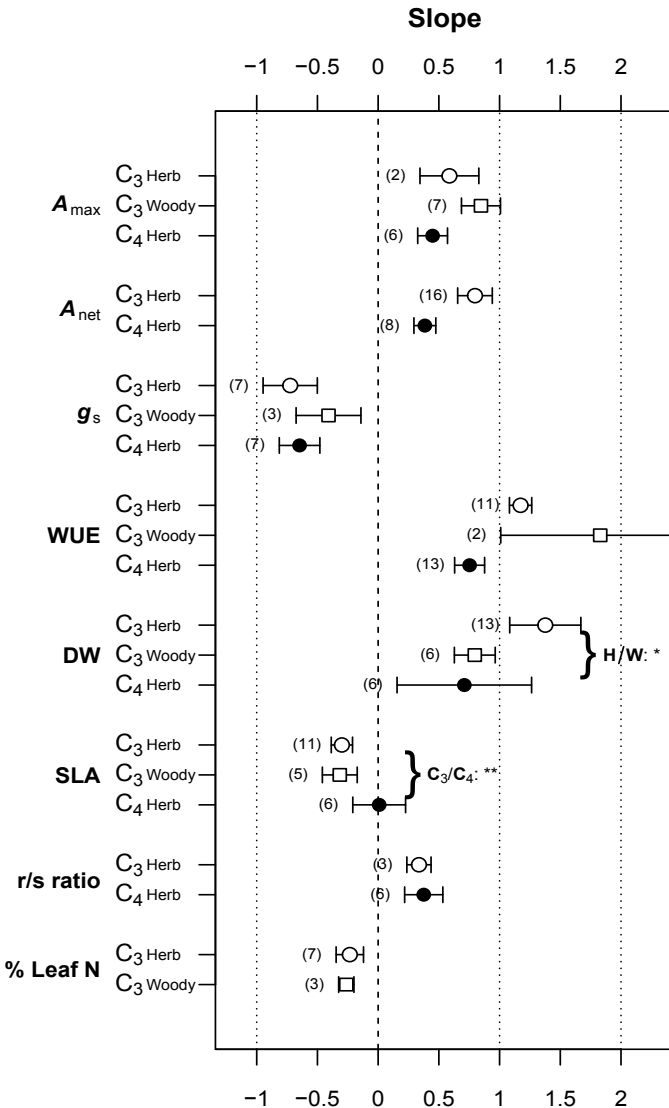 Slope
−1 −0.5 0 0.5 1 1.5 2
C3 Herb (2)
Amax C3 Woody (7)
C4 Herb (6)
C3 Herb (16)
Anet
C4 Herb (8)
C3 Herb (7)
gs C3 Woody (3)
C4 Herb (7)
C3 Herb (11)
WUE C3 Woody (2)
C4 Herb (13)
C3 Herb (13)
DW C3 Woody (6) } H/W: *
C4 Herb (6)
C3 Herb (11)
SLA C3 Woody (5) } C3/C4: **
C4 Herb (6)
C3 Herb (3)
r/s ratio
C4 Herb (6)
C3 Herb (7)
% Leaf N
C3 Woody (3)
−1 −0.5 0 0.5 1 1.5 2